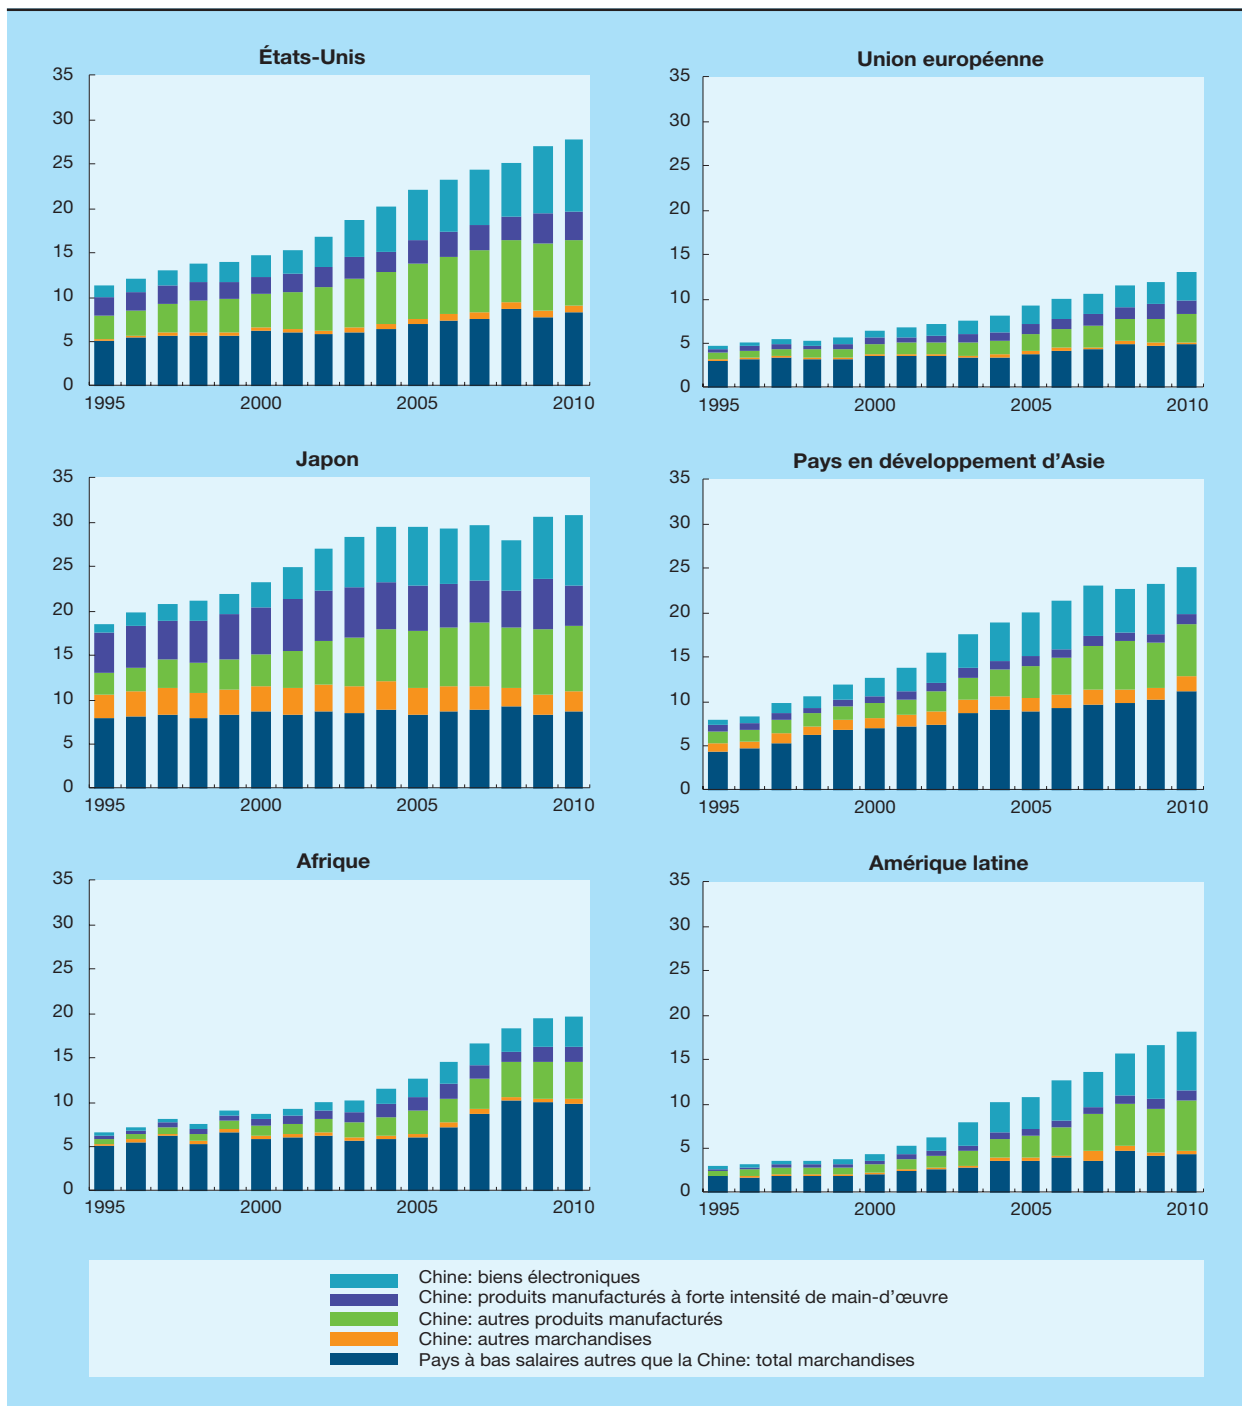 États-Unis
35
30
25
20
15
10
5
0
1995 2000 2005 2010
Union européenne
35
30
25
20
15
10
5
0
1995 2000 2005 2010
Japon
35
30
25
20
15
10
5
0
1995 2000 2005 2010
Pays en développement d'Asie
35
30
25
20
15
10
5
0
1995 2000 2005 2010
Afrique
35
30
25
20
15
10
5
0
1995 2000 2005 2010
Amérique latine
35
30
25
20
15
10
5
0
1995 2000 2005 2010
Chine: biens électroniques
Chine: produits manufacturés à forte intensité de main-d'œuvre
Chine: autres produits manufacturés
Chine: autres marchandises
Pays à bas salaires autres que la Chine: total marchandises